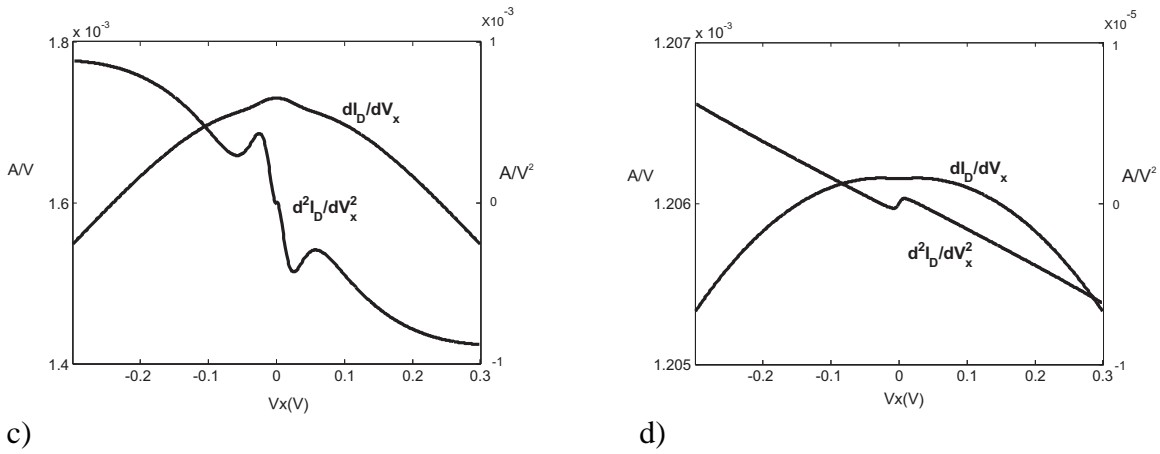 x 10⁻³
X10⁻³
1.8
1
dI_D/dV_x
A/V
A/V²
1.6
0
d²I_D/dV_x²
1.4
-1
-0.2
-0.1
0
0.1
0.2
0.3
Vx(V)
c)
x 10⁻³
X10⁻⁵
1.207
1
dI_D/dV_x
A/V
A/V²
1.206
0
d²I_D/dV_x²
1.205
-1
-0.2
-0.1
0
0.1
0.2
0.3
Vx(V)
d)